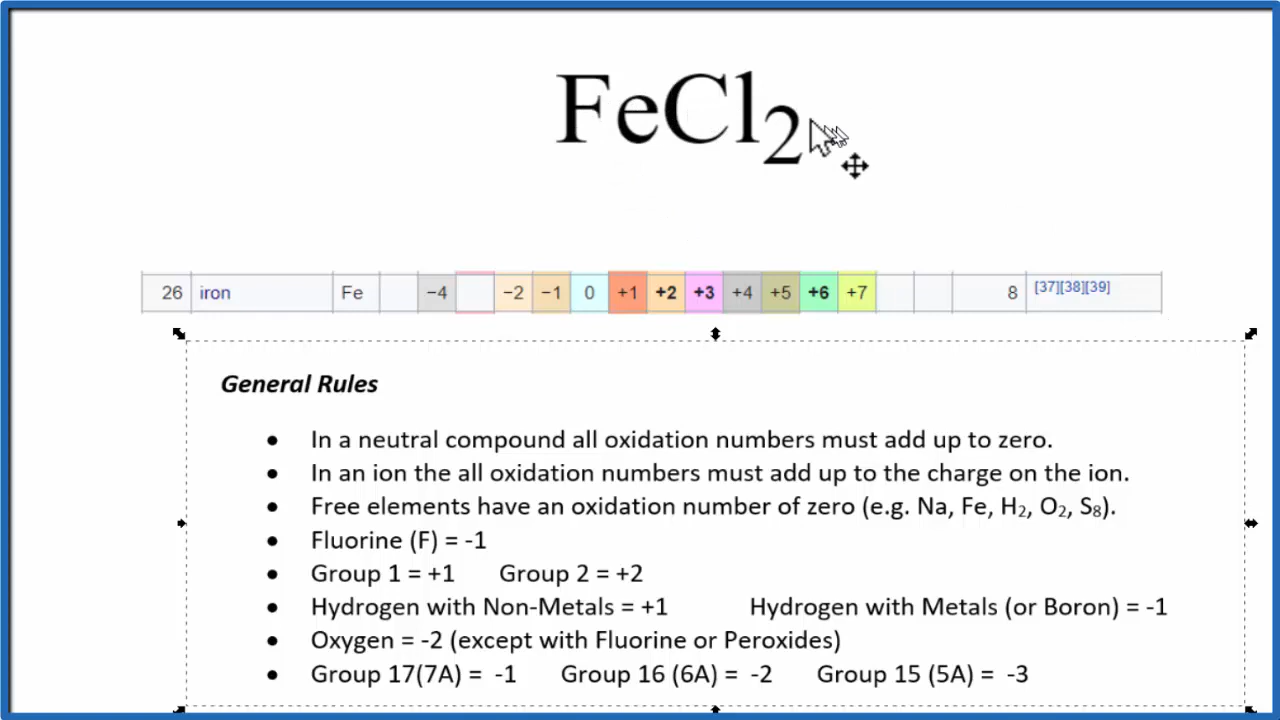 FeCl₂
26 iron Fe −4 −2 −1 0 +1 +2 +3 +4 +5 +6 +7 8 [37][38][39]
General Rules
• In a neutral compound all oxidation numbers must add up to zero.
• In an ion the all oxidation numbers must add up to the charge on the ion.
• Free elements have an oxidation number of zero (e.g. Na, Fe, H₂, O₂, S₈).
• Fluorine (F) = -1
• Group 1 = +1 Group 2 = +2
• Hydrogen with Non-Metals = +1 Hydrogen with Metals (or Boron) = -1
• Oxygen = -2 (except with Fluorine or Peroxides)
• Group 17(7A) = -1 Group 16 (6A) = -2 Group 15 (5A) = -3